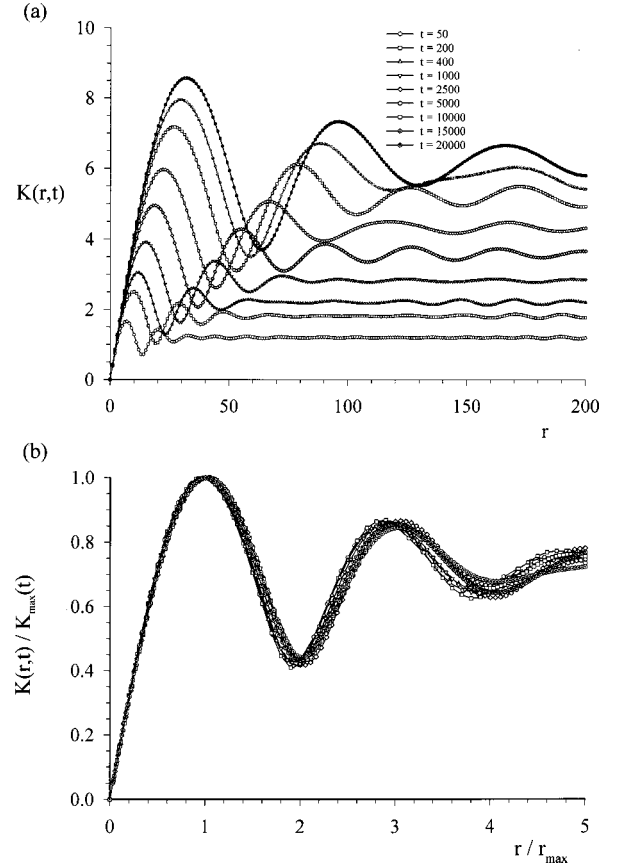 (a)
10
8
6
K(r,t)
4
2
0
0 50 100 150 200
r
t = 50
t = 200
t = 400
t = 1000
t = 2500
t = 5000
t = 10000
t = 15000
t = 20000
(b)
1.0
0.8
0.6
0.4
0.2
0.0
K(r,t) / K_max(t)
0 1 2 3 4 5
r / r_max